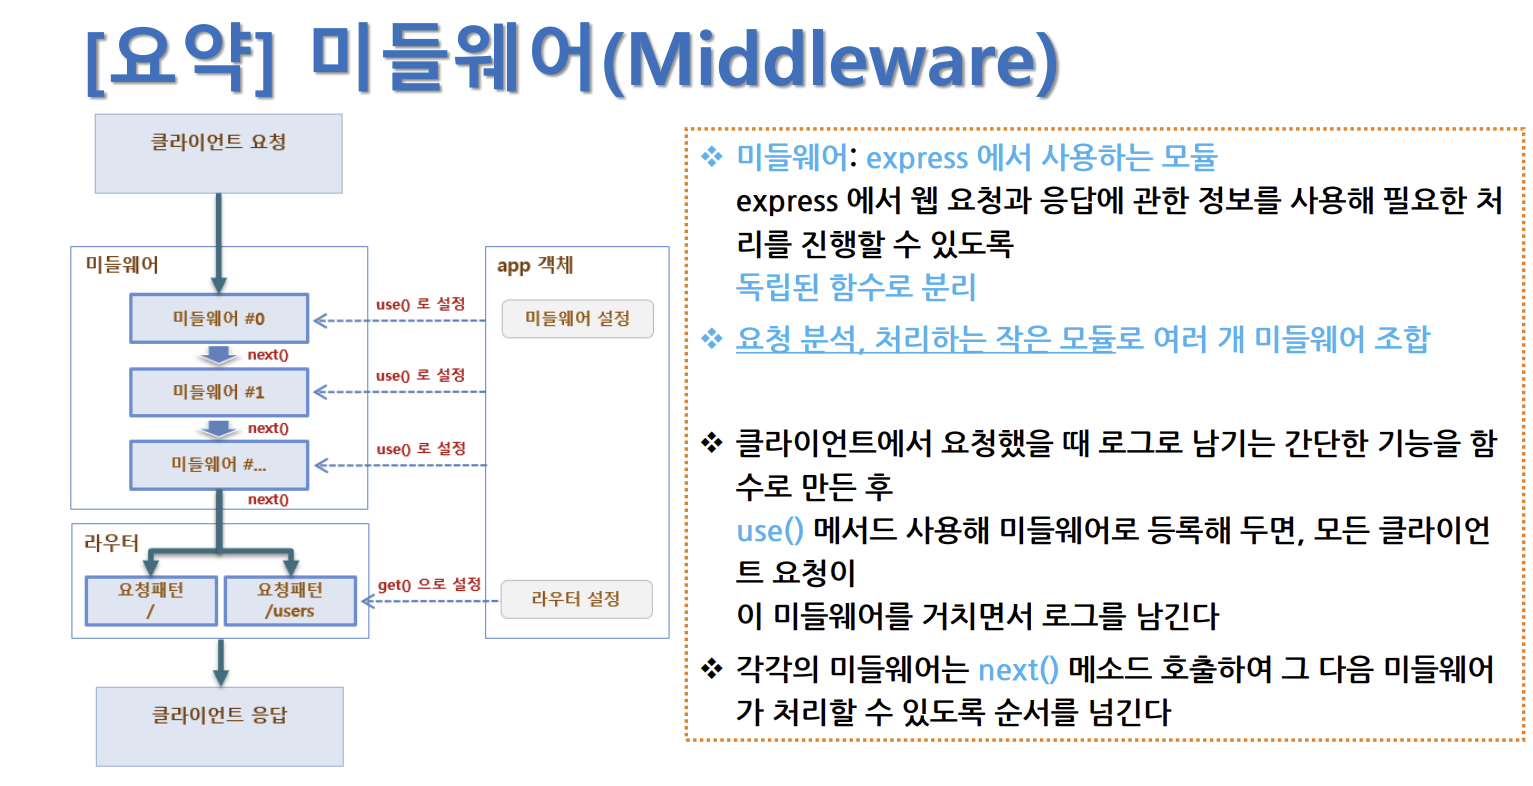 [요약] 미들웨어(Middleware)
클라이언트 요청
미들웨어
미들웨어 #0
next()
미들웨어 #1
next()
미들웨어 #...
next()
use() 로 설정
use() 로 설정
use() 로 설정
app 객체
미들웨어 설정
라우터
요청패턴
/
요청패턴
/users
get() 으로 설정
라우터 설정
클라이언트 응답
❖ 미들웨어: express 에서 사용하는 모듈
express 에서 웹 요청과 응답에 관한 정보를 사용해 필요한 처
리를 진행할 수 있도록
독립된 함수로 분리
❖ 요청 분석, 처리하는 작은 모듈로 여러 개 미들웨어 조합
❖ 클라이언트에서 요청했을 때 로그로 남기는 간단한 기능을 함
수로 만든 후
use() 메서드 사용해 미들웨어로 등록해 두면, 모든 클라이언
트 요청이
이 미들웨어를 거치면서 로그를 남긴다
❖ 각각의 미들웨어는 next() 메소드 호출하여 그 다음 미들웨어
가 처리할 수 있도록 순서를 넘긴다